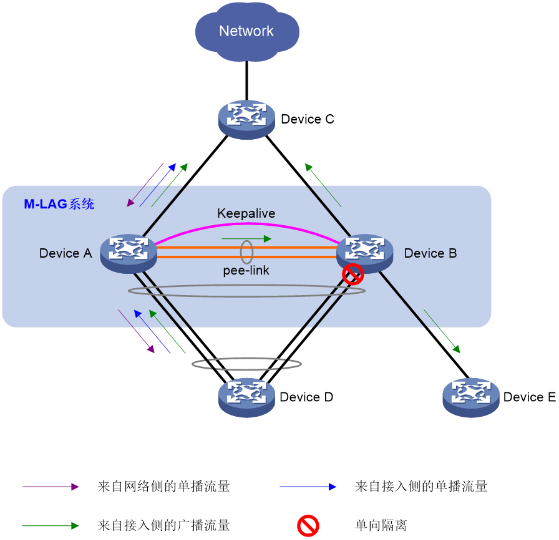 Network
Device C
M-LAG系统
Keepalive
Device A
Device B
pee-link
Device D
Device E
来自网络侧的单播流量
来自接入侧的单播流量
来自接入侧的广播流量
单向隔离